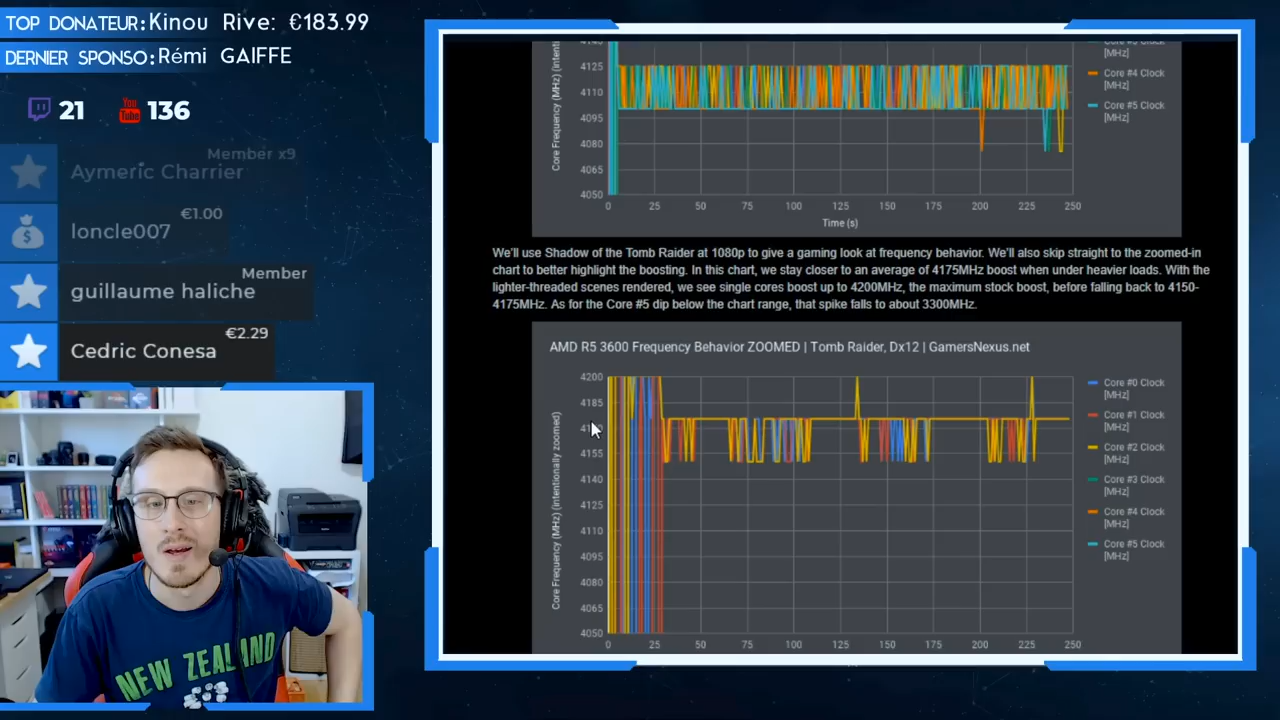 TOP DONATEUR: Kinou Rive: €183.99
DERNIER SPONSO: Rémi GAIFFE
21
You Tube
136
Member x9
Aymeric Charrier
€1.00
loncle007
Member
guillaume haliche
€2.29
Cedric Conesa
NEW ZEALAND
4125
4110
4095
4080
4065
4050
Core Frequency (MHz) (intenti
0 25 50 75 100 125 150 175 200 225 250
Time (s)
[MHz]
Core #4 Clock
[MHz]
Core #5 Clock
[MHz]
We'll use Shadow of the Tomb Raider at 1080p to give a gaming look at frequency behavior. We'll also skip straight to the zoomed-in
chart to better highlight the boosting. In this chart, we stay closer to an average of 4175MHz boost when under heavier loads. With the
lighter-threaded scenes rendered, we see single cores boost up to 4200MHz, the maximum stock boost, before falling back to 4150-
4175MHz. As for the Core #5 dip below the chart range, that spike falls to about 3300MHz.
AMD R5 3600 Frequency Behavior ZOOMED | Tomb Raider, Dx12 | GamersNexus.net
4200
4185
4155
4140
4125
4110
4095
4080
4065
4050
Core Frequency (MHz) (intentionally zoomed)
0 25 50 75 100 125 150 175 200 225 250
Core #0 Clock
[MHz]
Core #1 Clock
[MHz]
Core #2 Clock
[MHz]
Core #3 Clock
[MHz]
Core #4 Clock
[MHz]
Core #5 Clock
[MHz]